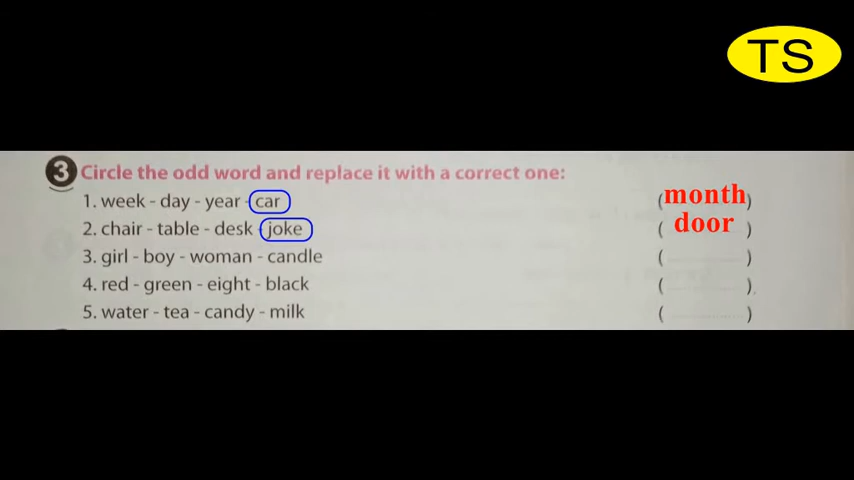 TS
3 Circle the odd word and replace it with a correct one:
1. week - day - year - car (month)
2. chair - table - desk - joke ( door )
3. girl - boy - woman - candle ( ............ )
4. red - green - eight - black ( ............ ).
5. water - tea - candy - milk ( ............ )